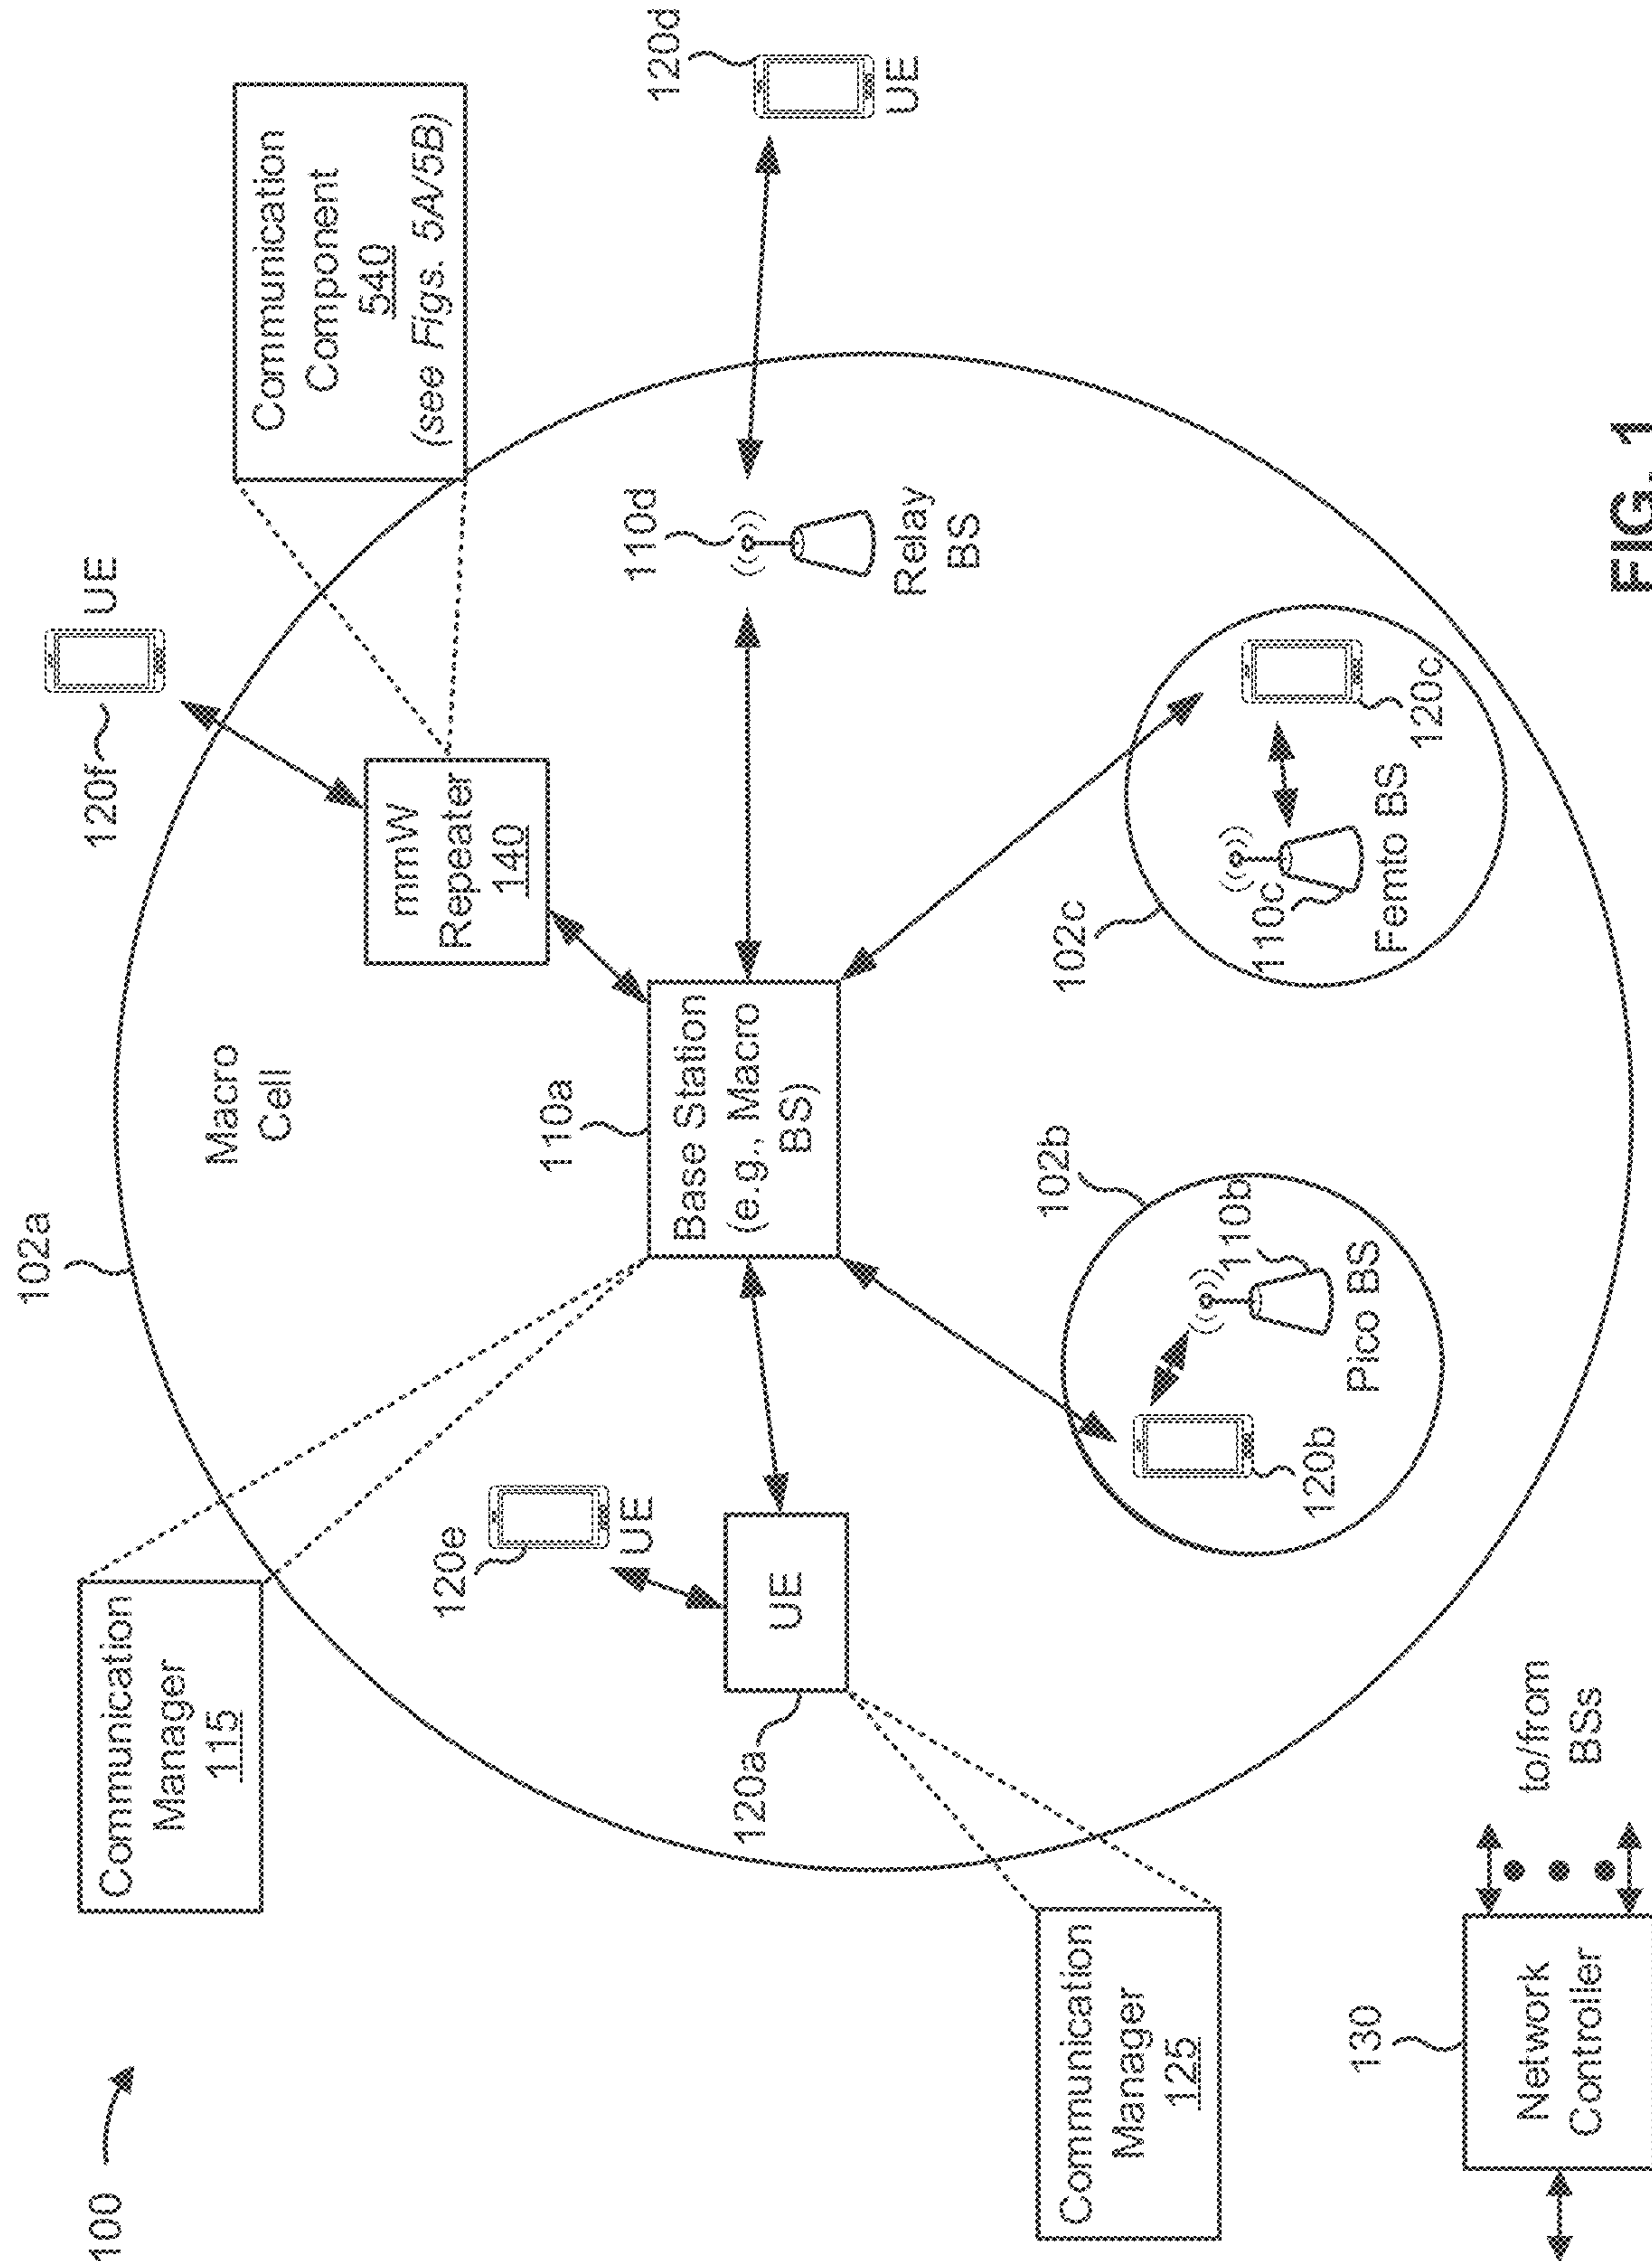 100
102a
Communication
Manager
115
Macro
Cell
120f
UE
Communication
Component
540
(see Figs. 5A/5B)
mmW
Repeater
140
120e
UE
110a
Base Station
(e.g., Macro
BS)
110d
Relay
BS
120d
UE
120a
UE
Communication
Manager
125
102b
120b
110b
Pico BS
102c
110c
Femto BS
120c
130
Network
Controller
to/from
BSs
FIG. 1